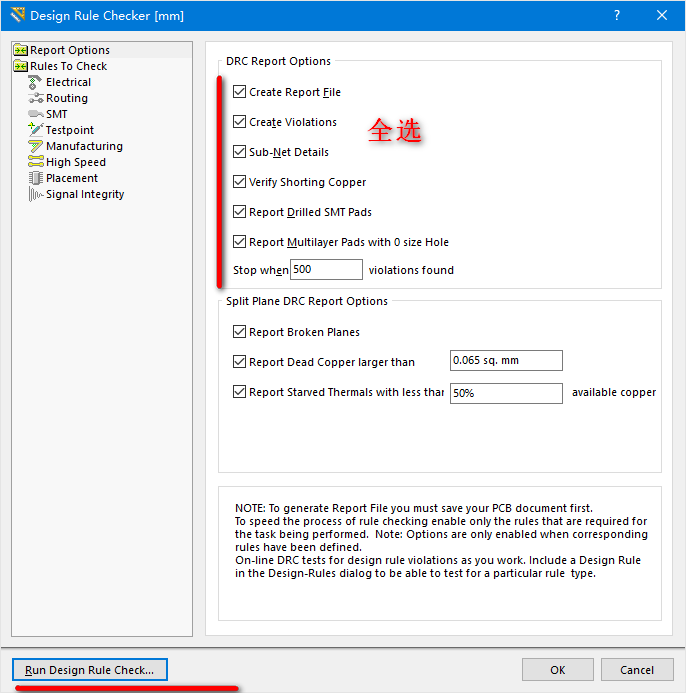 Design Rule Checker [mm]
?
Report Options
Rules To Check
Electrical
Routing
SMT
Testpoint
Manufacturing
High Speed
Placement
Signal Integrity
DRC Report Options
Create Report File
Create Violations
全选
Sub-Net Details
Verify Shorting Copper
Report Drilled SMT Pads
Report Multilayer Pads with 0 size Hole
Stop when 500 violations found
Split Plane DRC Report Options
Report Broken Planes
Report Dead Copper larger than 0.065 sq. mm
Report Starved Thermals with less thar 50% available copper
NOTE: To generate Report File you must save your PCB document first.
To speed the process of rule checking enable only the rules that are required for
the task being performed.  Note: Options are only enabled when corresponding
rules have been defined.
On-line DRC tests for design rule violations as you work. Include a Design Rule
in the Design-Rules dialog to be able to test for a particular rule  type.
Run Design Rule Check...
OK
Cancel